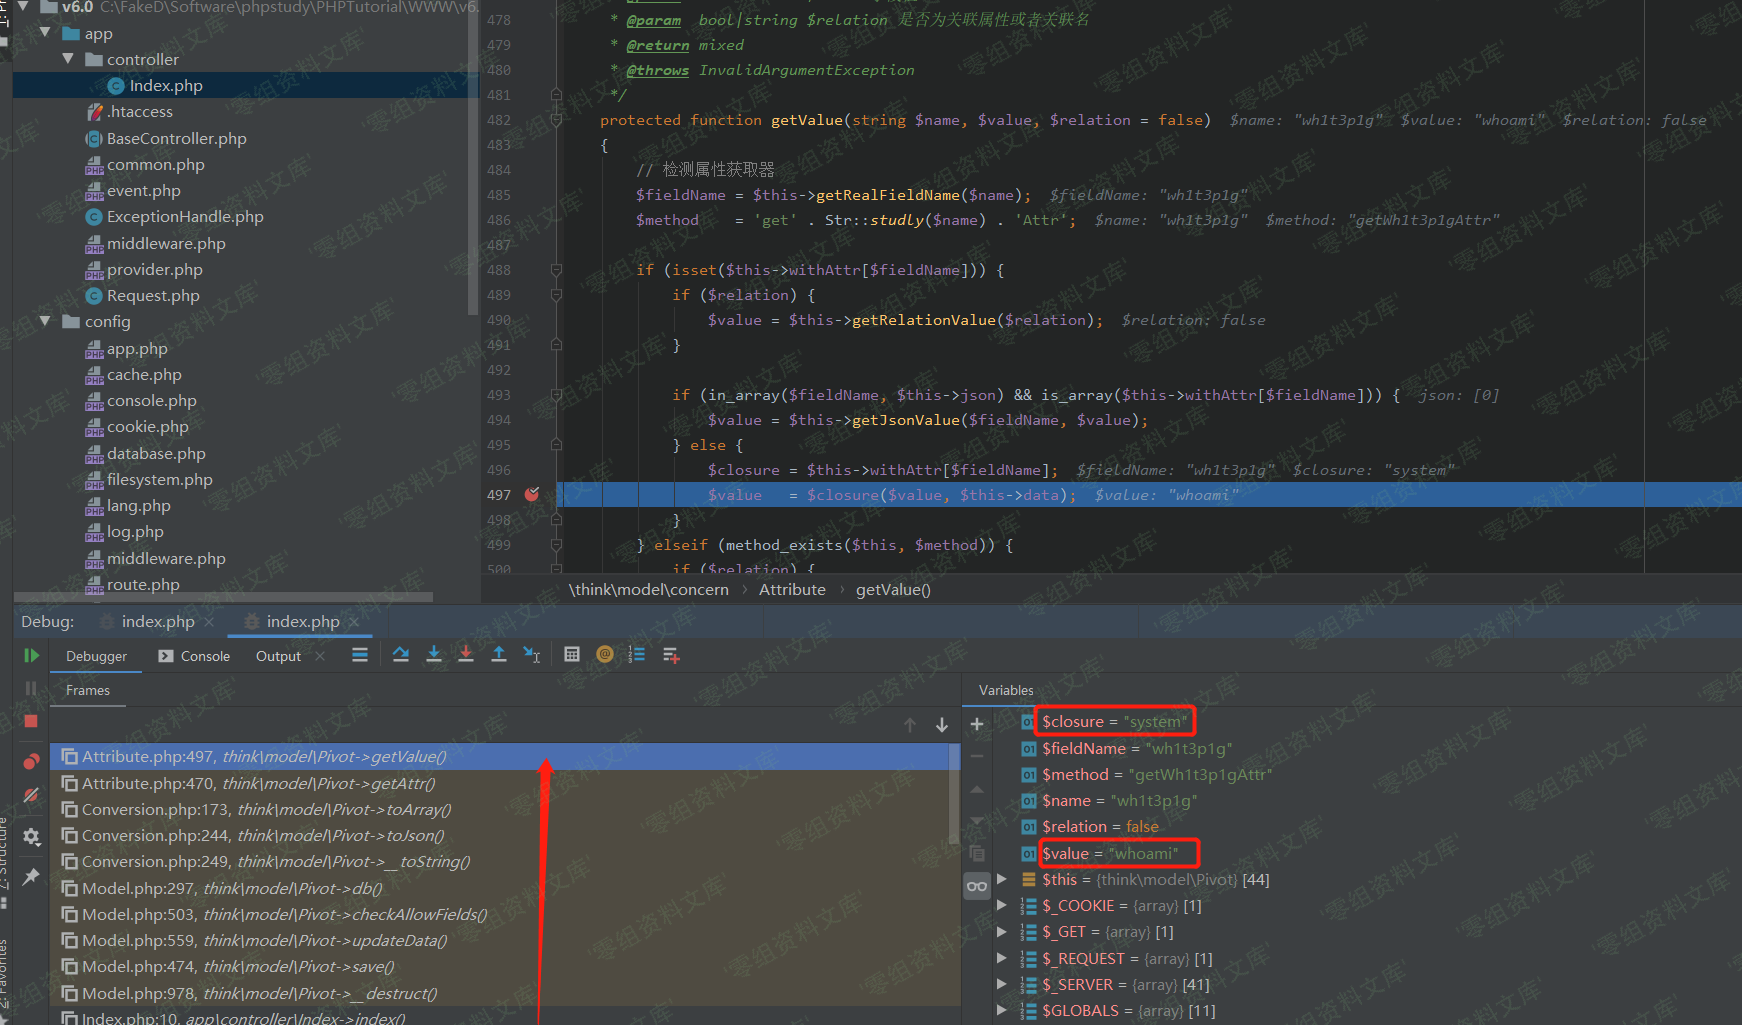 v6.0 C:\FakeD\Software\phpstudy\PHPTutorial\WWW\v6.
app
controller
Index.php
.htaccess
BaseController.php
common.php
event.php
ExceptionHandle.php
middleware.php
provider.php
Request.php
config
app.php
cache.php
console.php
cookie.php
database.php
filesystem.php
lang.php
log.php
middleware.php
route.php
478 * @param bool|string $relation 是否为关联属性或者关联名
479 * @return mixed
480 * @throws InvalidArgumentException
481 */
482 protected function getValue(string $name, $value, $relation = false) $name: "wh1t3p1g" $value: "whoami" $relation: false
483 {
484 // 检测属性获取器
485 $fieldName = $this->getRealFieldName($name); $fieldName: "wh1t3p1g"
486 $method = 'get' . Str::studly($name) . 'Attr'; $name: "wh1t3p1g" $method: "getWh1t3p1gAttr"
487
488 if (isset($this->withAttr[$fieldName])) {
489 if ($relation) {
490 $value = $this->getRelationValue($relation); $relation: false
491 }
492
493 if (in_array($fieldName, $this->json) && is_array($this->withAttr[$fieldName])) { json: [0]
494 $value = $this->getJsonValue($fieldName, $value);
495 } else {
496 $closure = $this->withAttr[$fieldName]; $fieldName: "wh1t3p1g" $closure: "system"
497 $value = $closure($value, $this->data); $value: "whoami"
498 }
499 } elseif (method_exists($this, $method)) {
500 if ($relation) {
\think\model\concern › Attribute › getValue()
Debug: index.php × index.php ×
Debugger Console Output ×
Frames
Attribute.php:497, think\model\Pivot->getValue()
Attribute.php:470, think\model\Pivot->getAttr()
Conversion.php:173, think\model\Pivot->toArray()
Conversion.php:244, think\model\Pivot->toJson()
Conversion.php:249, think\model\Pivot->__toString()
Model.php:297, think\model\Pivot->db()
Model.php:503, think\model\Pivot->checkAllowFields()
Model.php:559, think\model\Pivot->updateData()
Model.php:474, think\model\Pivot->save()
Model.php:978, think\model\Pivot->__destruct()
Index.php:10, app\controller\Index->index()
Variables
$closure = "system"
$fieldName = "wh1t3p1g"
$method = "getWh1t3p1gAttr"
$name = "wh1t3p1g"
$relation = false
$value = "whoami"
$this = {think\model\Pivot} [44]
$_COOKIE = {array} [1]
$_GET = {array} [1]
$_REQUEST = {array} [1]
$_SERVER = {array} [41]
$GLOBALS = {array} [11]
7: Structure
2: Favorites
'零组资料文库'